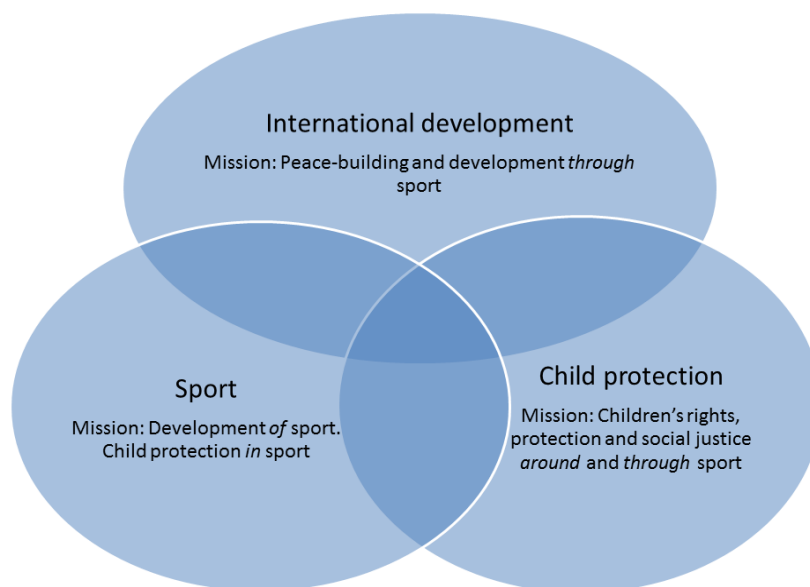 International development
Mission: Peace-building and development through
sport
Sport
Mission: Development of sport.
Child protection in sport
Child protection
Mission: Children’s rights,
protection and social justice
around and through sport